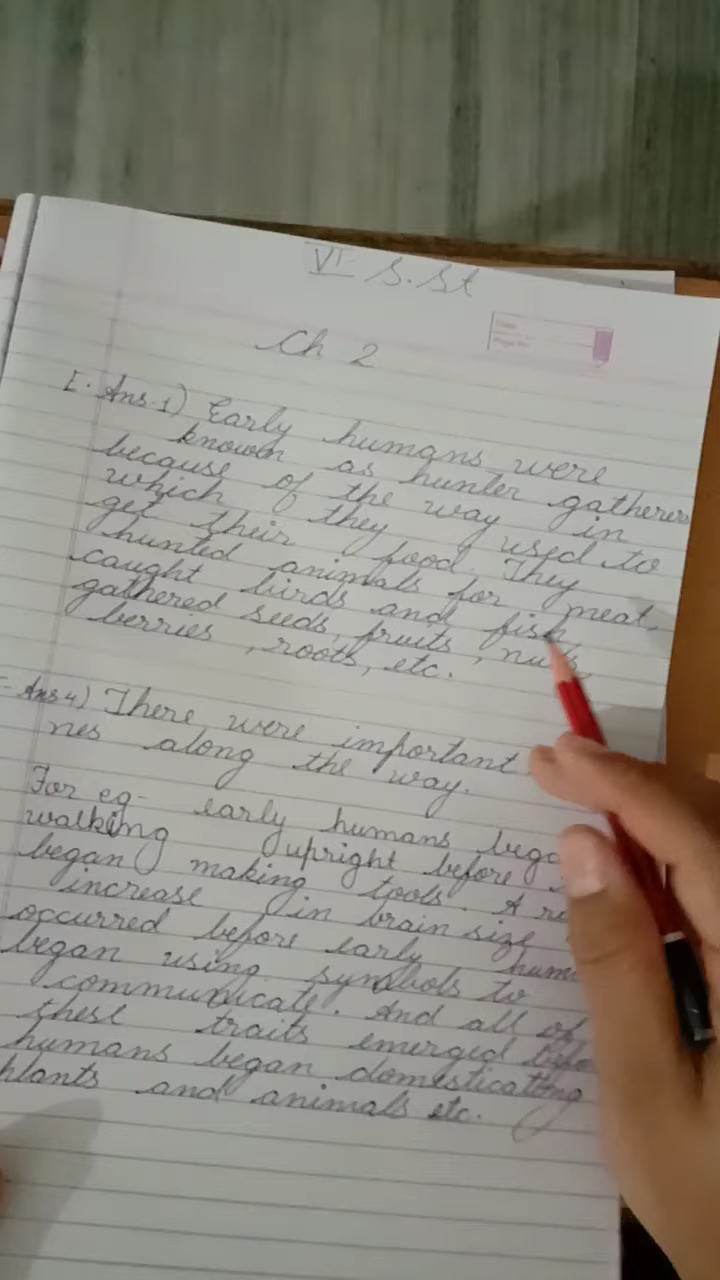 VI S.St
Ch 2
I. Ans-1) Early humans were
known as hunter gatherers
because of the way in
which they used to
get their food. They
hunted animals for meat,
caught birds and fish,
gathered seeds, fruits, nuts,
berries, roots, etc.
Ans 4) There were important
nes along the way.
For eg- early humans bega
walking upright before
began making tools. A
increase in brain size
occurred before early hum
began using symbols to
communicate. And all of
these traits emerged befo
humans began domesticating
plants and animals etc.